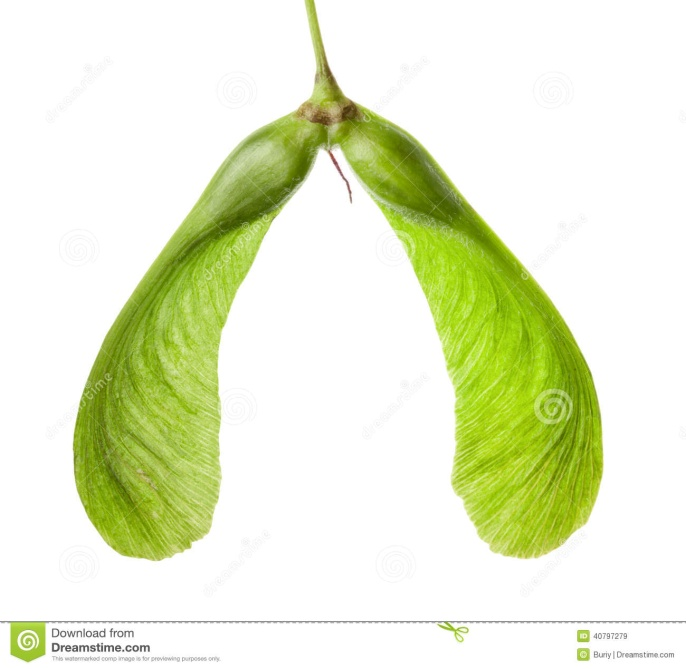 Download from
Dreamstime.com
This watermarked comp image is for previewing purposes only.
40797279
Buriy | Dreamstime.com